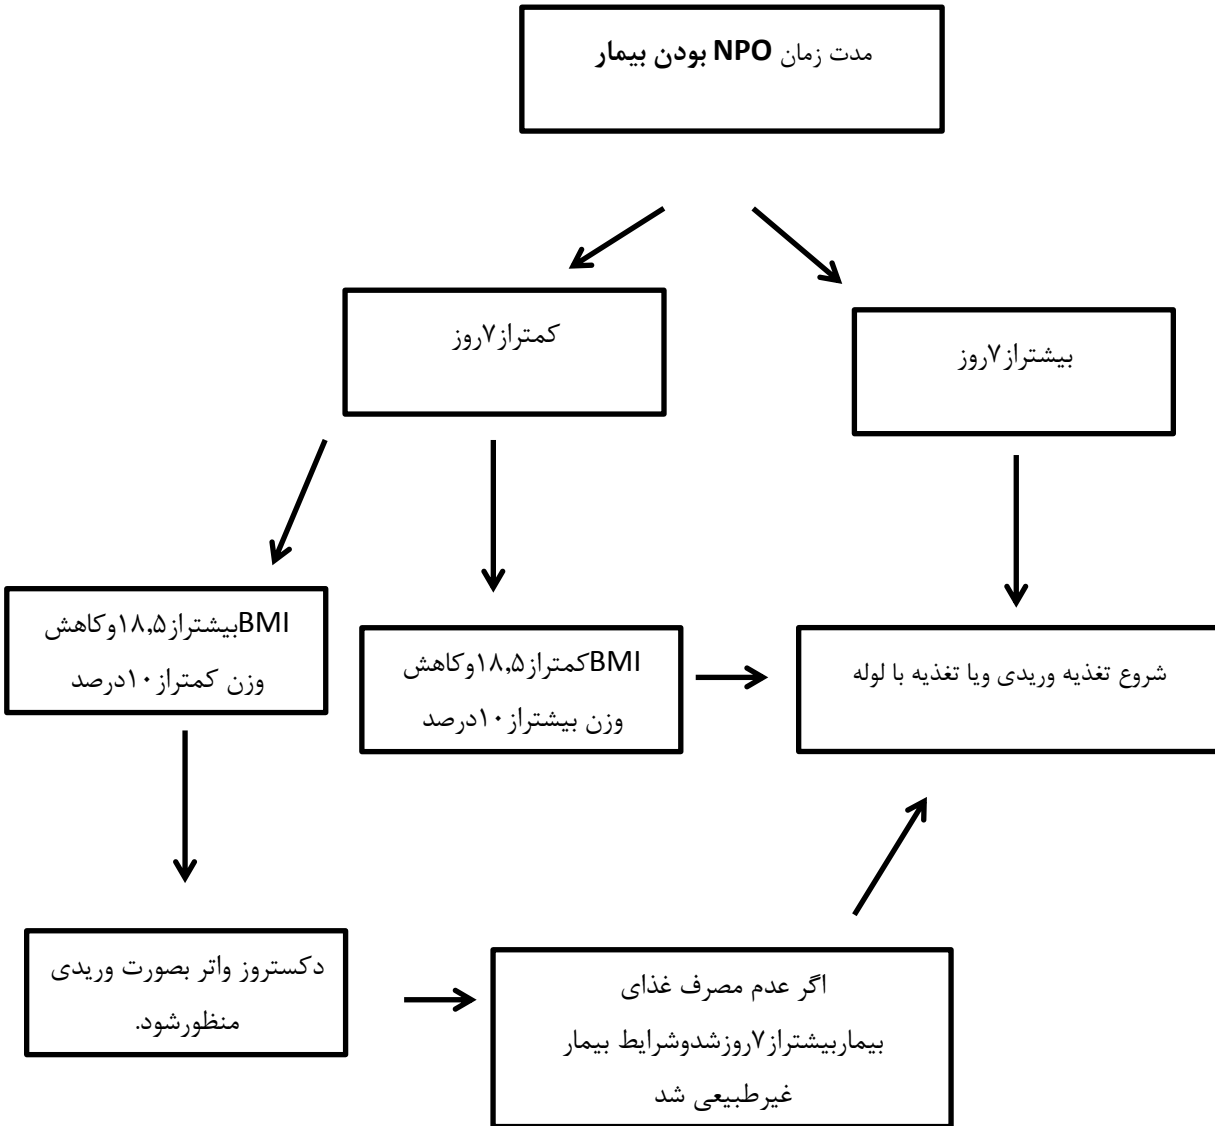 مدت زمان NPO بودن بیمار
کمتراز۷روز
بیشتراز۷روز
BMIبیشتراز۱۸,۵وکاهش
وزن کمتراز۱۰درصد
BMIکمتراز۱۸,۵وکاهش
وزن بیشتراز۱۰درصد
شروع تغذیه وریدی ویا تغذیه با لوله
دکستروز واتر بصورت وریدی
منظورشود.
اگر عدم مصرف غذای
بیماربیشتراز۷روزشدوشرایط بیمار
غیرطبیعی شد